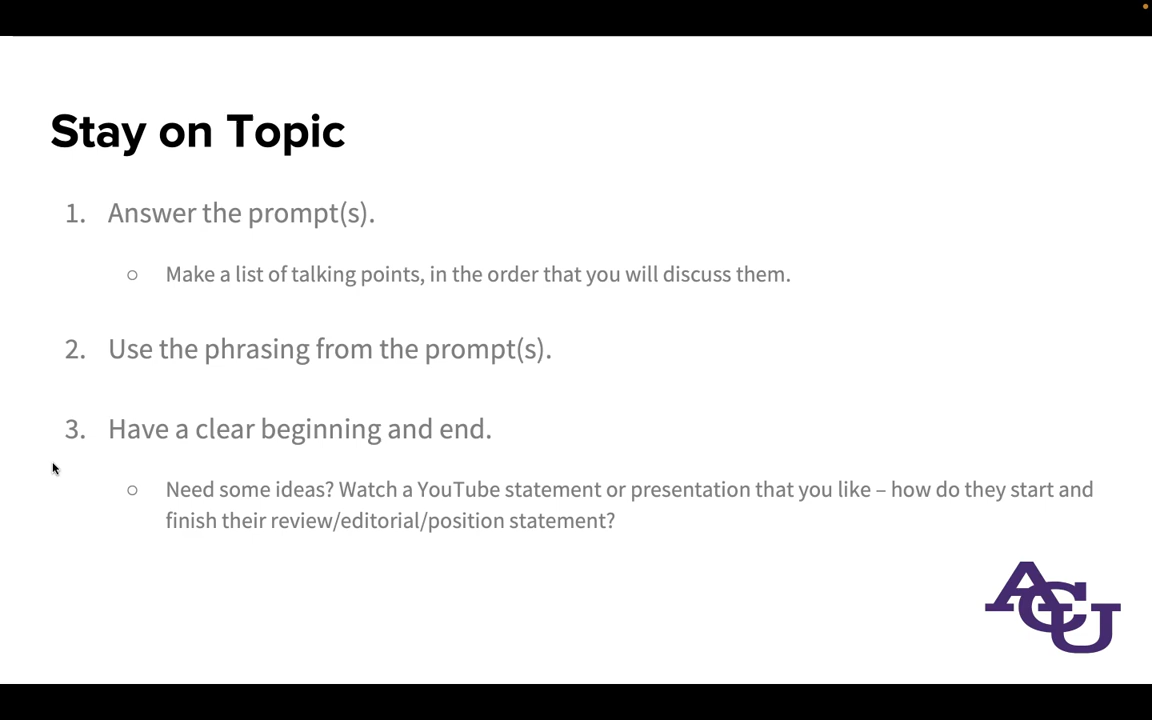 Stay on Topic
1. Answer the prompt(s).
○ Make a list of talking points, in the order that you will discuss them.
2. Use the phrasing from the prompt(s).
3. Have a clear beginning and end.
○ Need some ideas? Watch a YouTube statement or presentation that you like – how do they start and
finish their review/editorial/position statement?
ACU